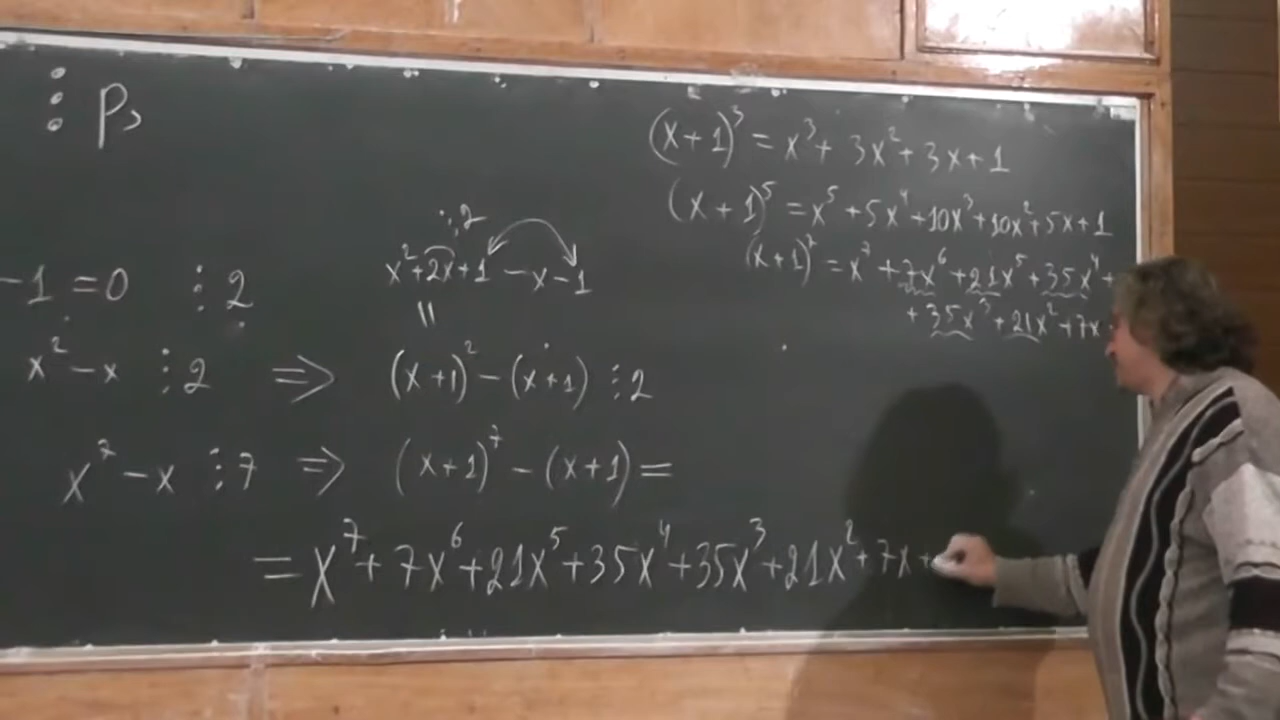 ⋮ p,
(x+1)³ = x³ + 3x² + 3x + 1
(x+1)⁵ = x⁵ + 5x⁴ + 10x³ + 10x² + 5x + 1
(x+1)⁷ = x⁷ + 7x⁶ + 21x⁵ + 35x⁴ +
+ 35x³ + 21x² + 7x
⋮ 2
x² + 2x + 1 − x − 1
−1 = 0 ⋮ 2
||
x² − x ⋮ 2 ⇒ (x+1)² − (x+1) ⋮ 2
x⁷ − x ⋮ 7 ⇒ (x+1)⁷ − (x+1) =
= x⁷ + 7x⁶ + 21x⁵ + 35x⁴ + 35x³ + 21x² + 7x +